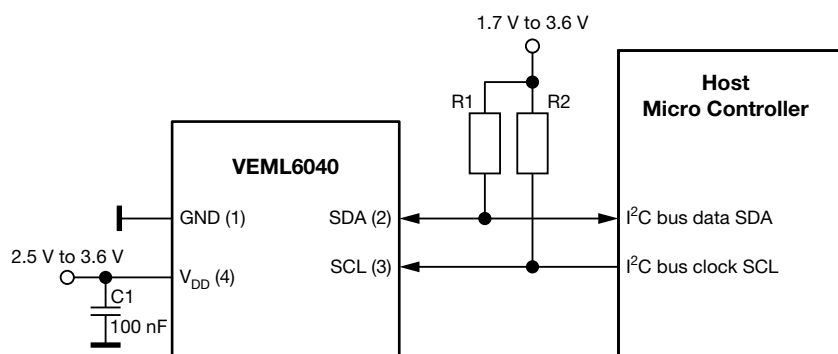 1.7 V to 3.6 V
Host
Micro Controller
R1
R2
VEML6040
GND (1)
SDA (2)
I²C bus data SDA
2.5 V to 3.6 V
V_DD (4)
SCL (3)
I²C bus clock SCL
C1
100 nF